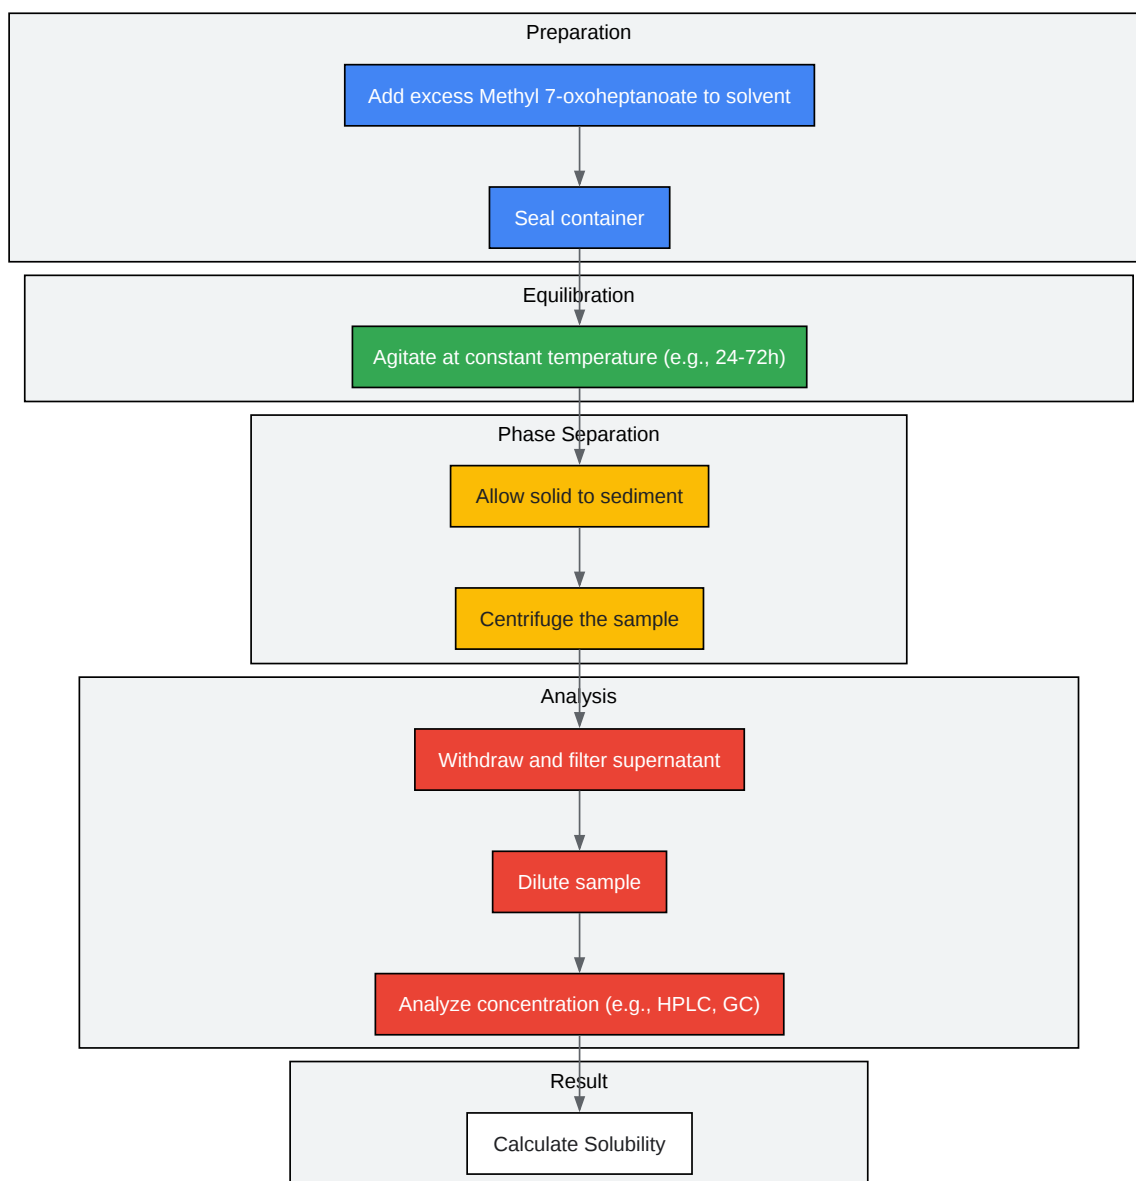 Preparation
Add excess Methyl 7-oxoheptanoate to solvent
Seal container
Equilibration
Agitate at constant temperature (e.g., 24-72h)
Phase Separation
Allow solid to sediment
Centrifuge the sample
Analysis
Withdraw and filter supernatant
Dilute sample
Analyze concentration (e.g., HPLC, GC)
Result
Calculate Solubility